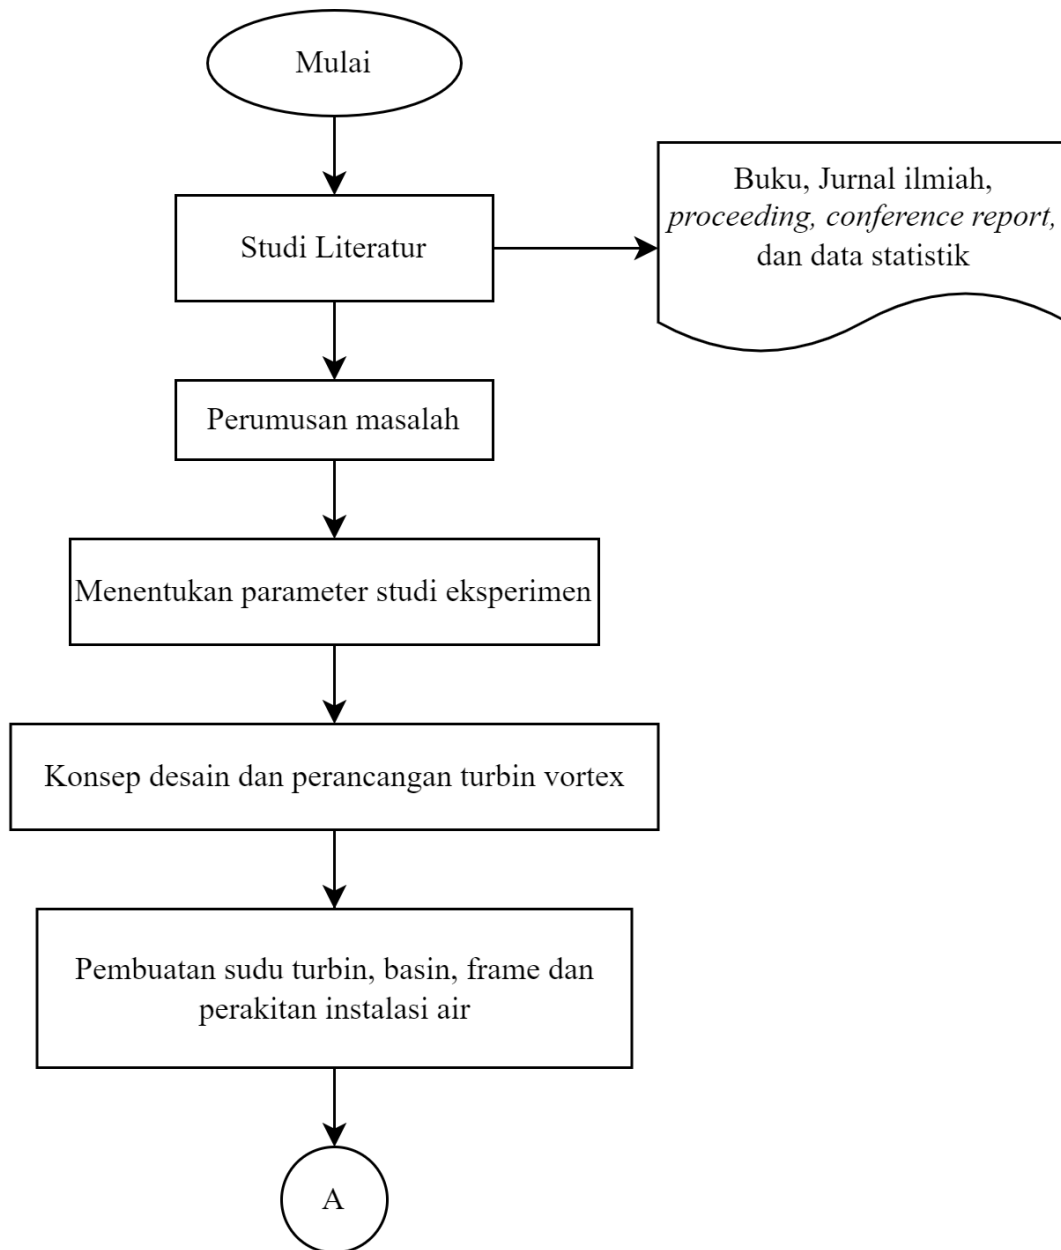 Mulai
Studi Literatur
Buku, Jurnal ilmiah,
proceeding, conference report,
dan data statistik
Perumusan masalah
Menentukan parameter studi eksperimen
Konsep desain dan perancangan turbin vortex
Pembuatan sudu turbin, basin, frame dan
perakitan instalasi air
A